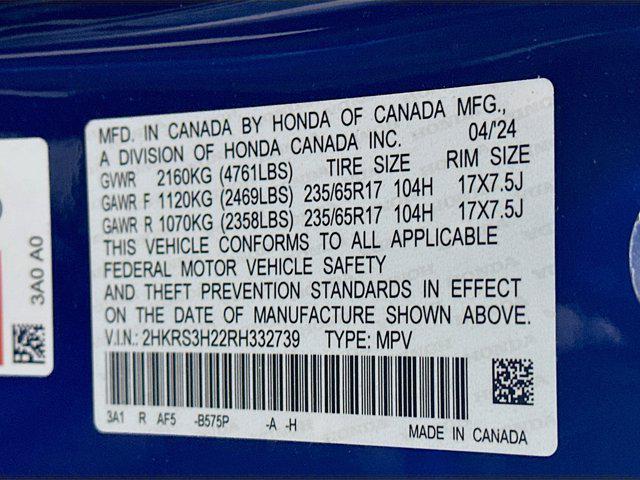 MFD. IN CANADA BY HONDA OF CANADA MFG.,
A DIVISION OF HONDA CANADA INC. 04/'24
GVWR 2160KG (4761LBS) TIRE SIZE RIM SIZE
GAWR F 1120KG (2469LBS) 235/65R17 104H 17X7.5J
GAWR R 1070KG (2358LBS) 235/65R17 104H 17X7.5J
THIS VEHICLE CONFORMS TO ALL APPLICABLE
FEDERAL MOTOR VEHICLE SAFETY
AND THEFT PREVENTION STANDARDS IN EFFECT
ON THE DATE OF MANUFACTURE SHOWN ABOVE.
V.I.N.: 2HKRS3H22RH332739 TYPE: MPV
3A1 R AF5 -B575P -A -H
MADE IN CANADA
3A0 A0